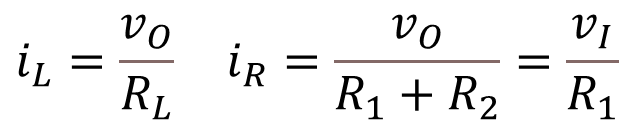 i_L = v_O / R_L    i_R = v_O / (R_1 + R_2) = v_I / R_1